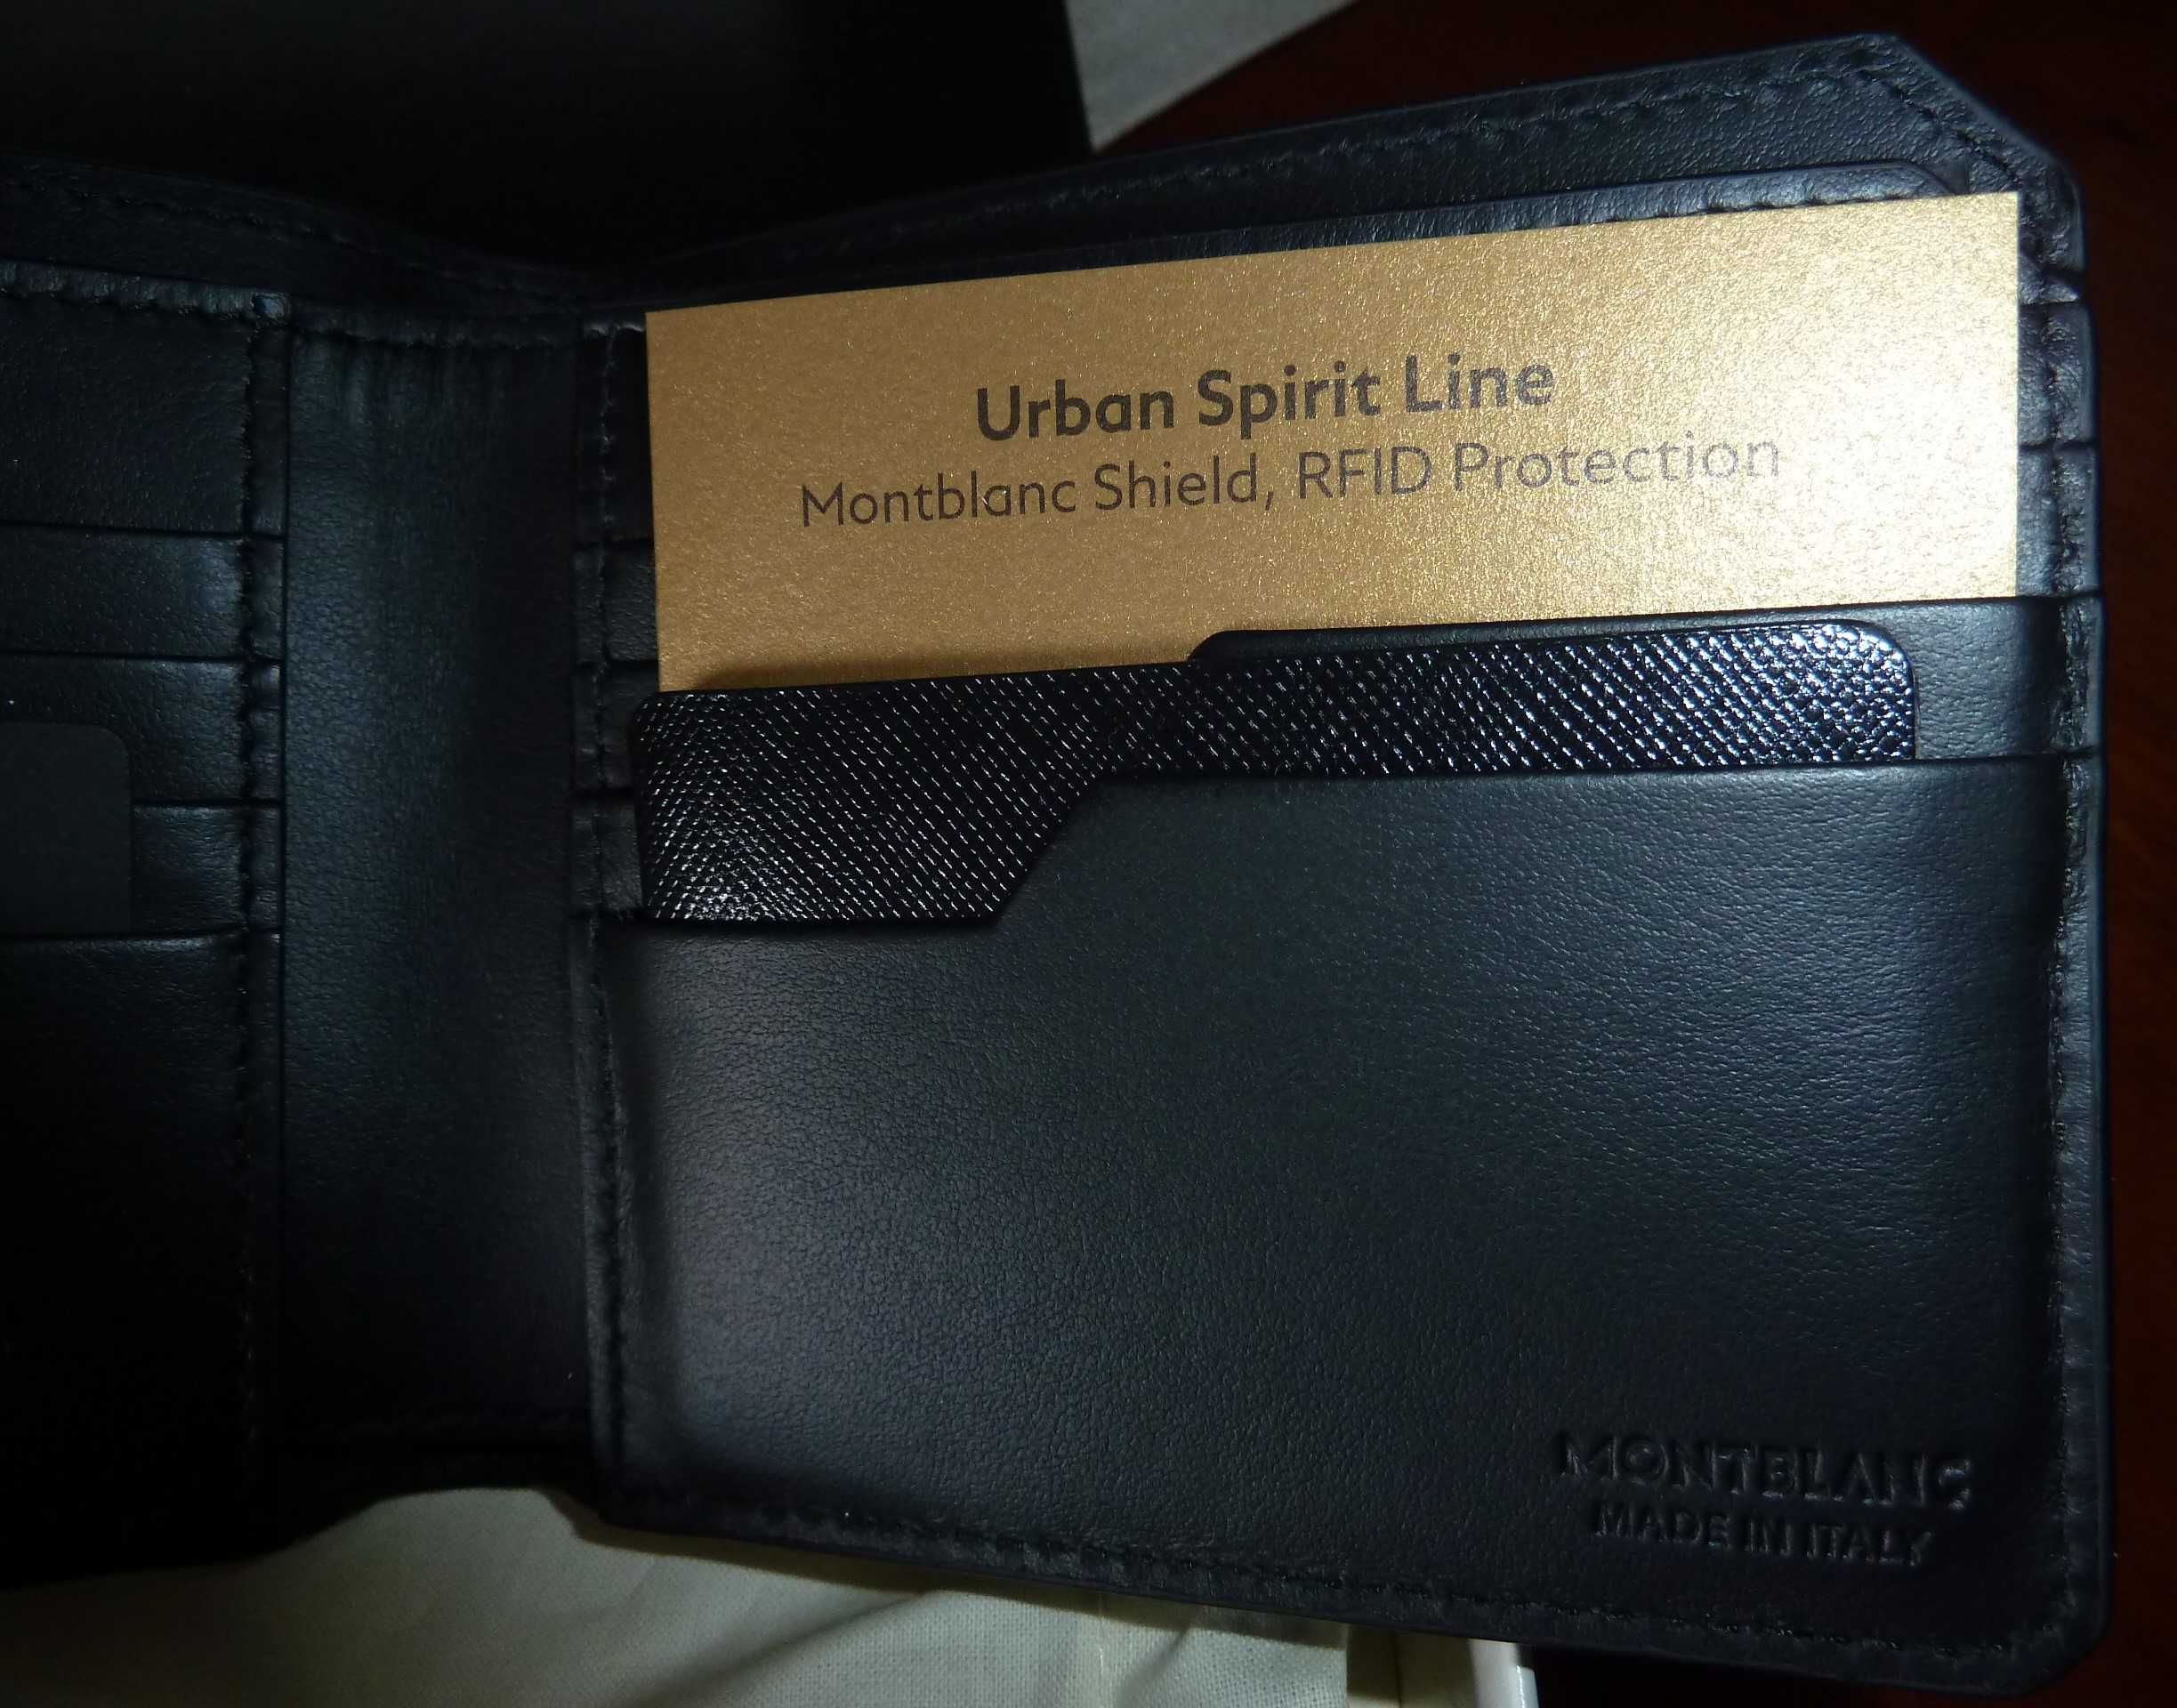 Urban Spirit Line
Montblanc Shield, RFID Protection
MONTBLANC
MADE IN ITALY